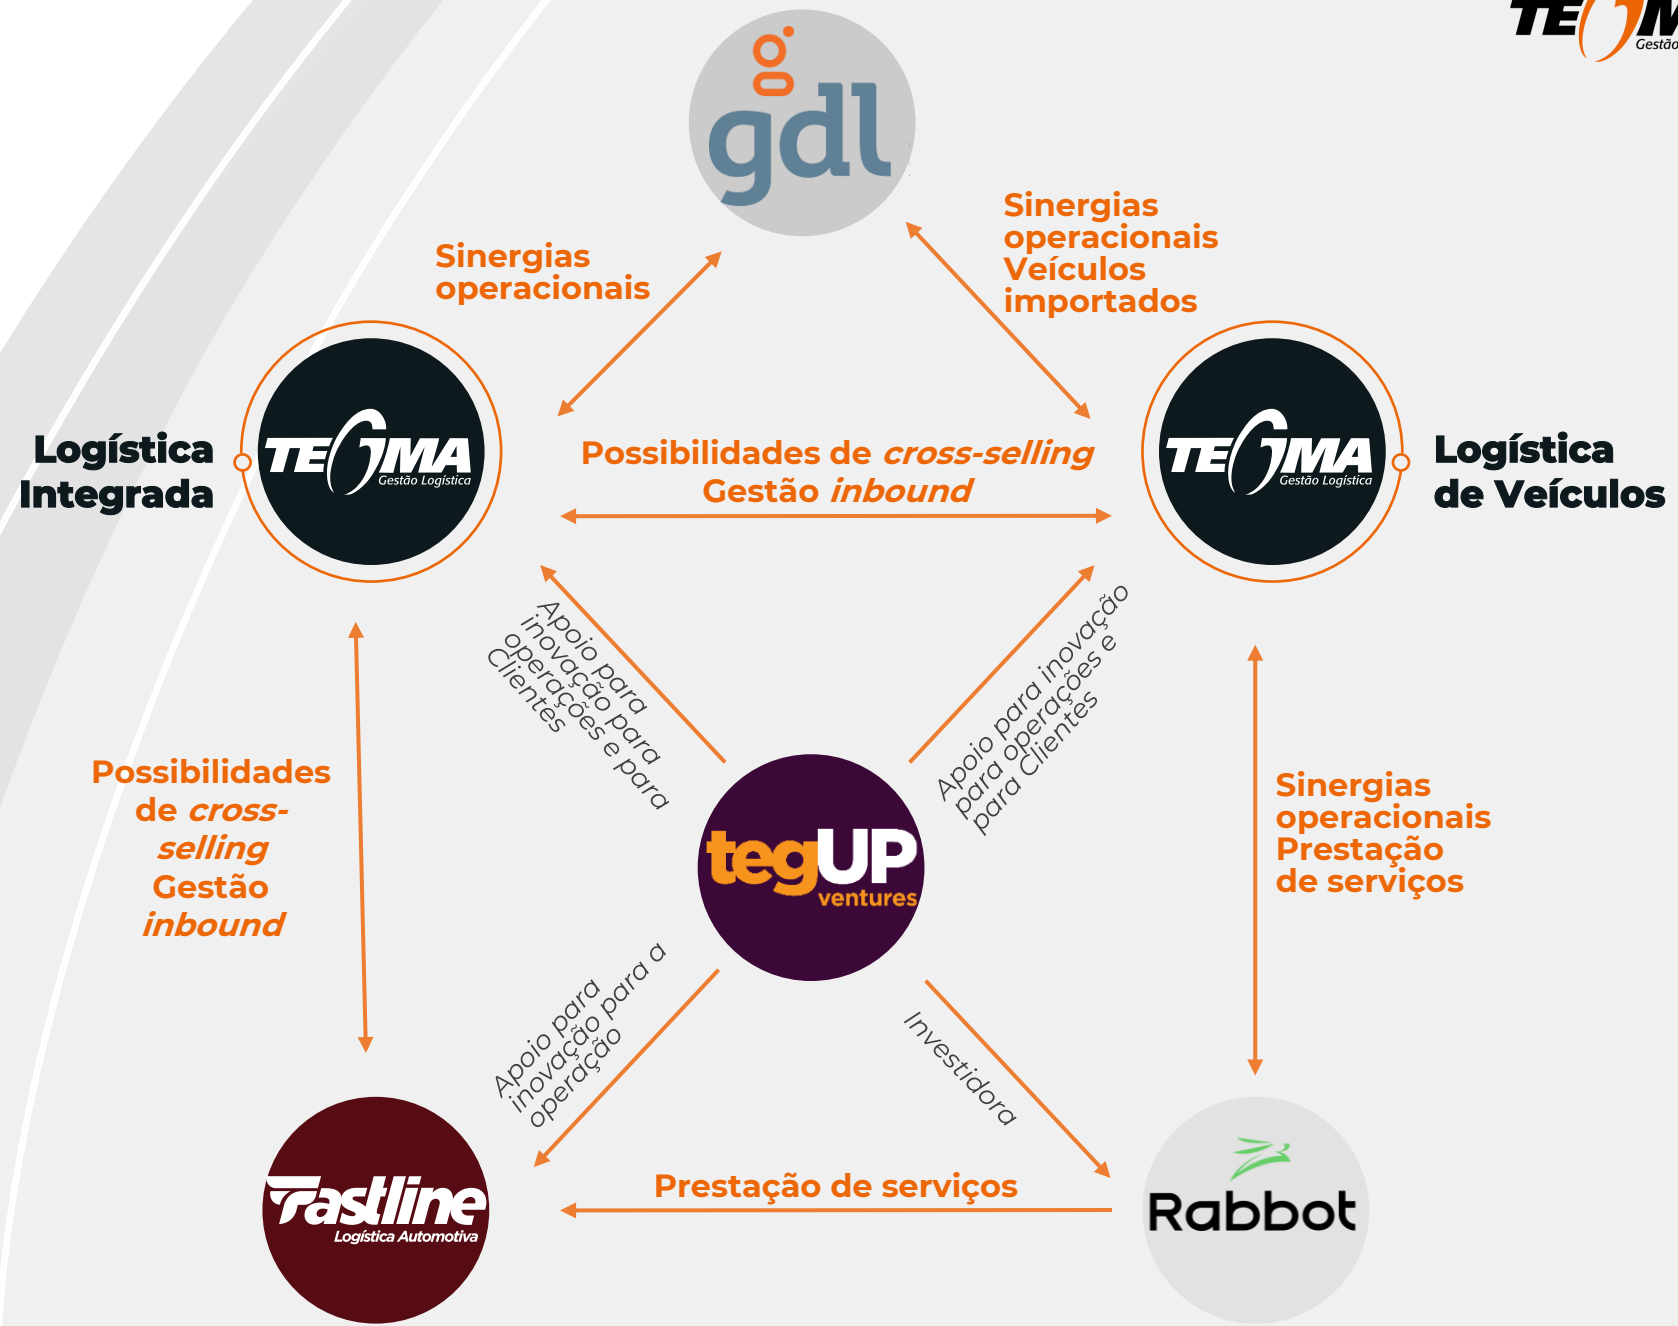 TEGM
Gestão
g
gdl
Sinergias
operacionais
Veículos
importados
Sinergias
operacionais
Logística
Integrada
TEGMA
Gestão Logística
Possibilidades de cross-selling
Gestão inbound
TEGMA
Gestão Logística
Logística
de Veículos
Apoio para
inovação para
operações e para
Clientes
Apoio para inovação
para operações e
para Clientes
Possibilidades
de cross-
selling
Gestão
inbound
tegUP
ventures
Sinergias
operacionais
Prestação
de serviços
Apoio para
inovação para a
operação
Investidora
Fastline
Logística Automotiva
Prestação de serviços
Rabbot